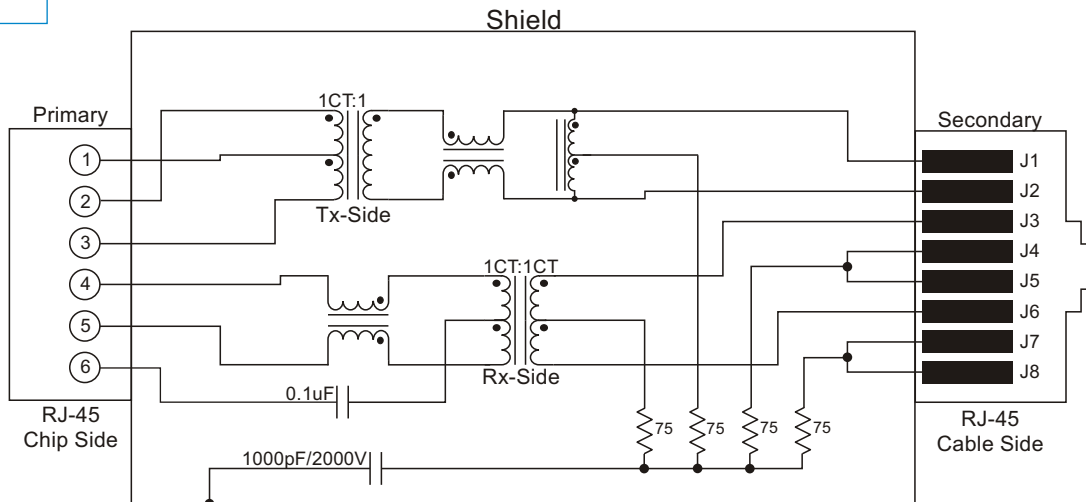 Shield
Primary
1CT:1
Secondary
1
J1
2
J2
Tx-Side
J3
3
J4
1CT:1CT
4
J5
5
J6
6
J7
Rx-Side
J8
0.1uF
RJ-45
Chip Side
RJ-45
Cable Side
75
75
75
75
1000pF/2000V